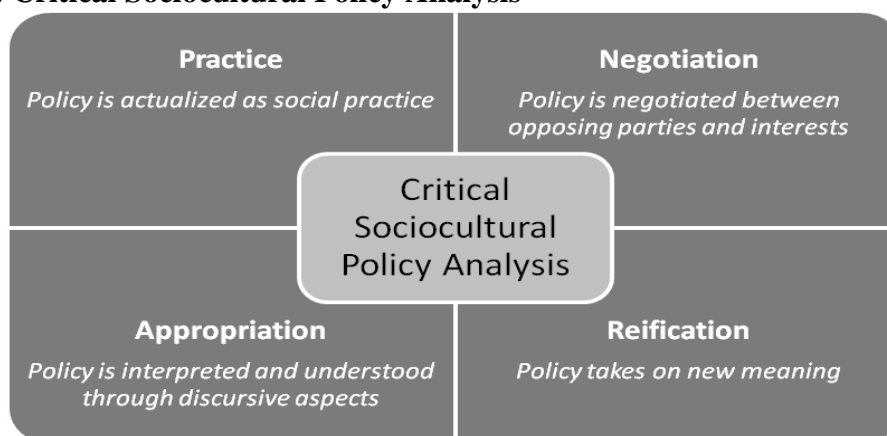 Critical Sociocultural Policy Analysis
Practice
Policy is actualized as social practice
Negotiation
Policy is negotiated between
opposing parties and interests
Critical
Sociocultural
Policy Analysis
Appropriation
Policy is interpreted and understood
through discursive aspects
Reification
Policy takes on new meaning